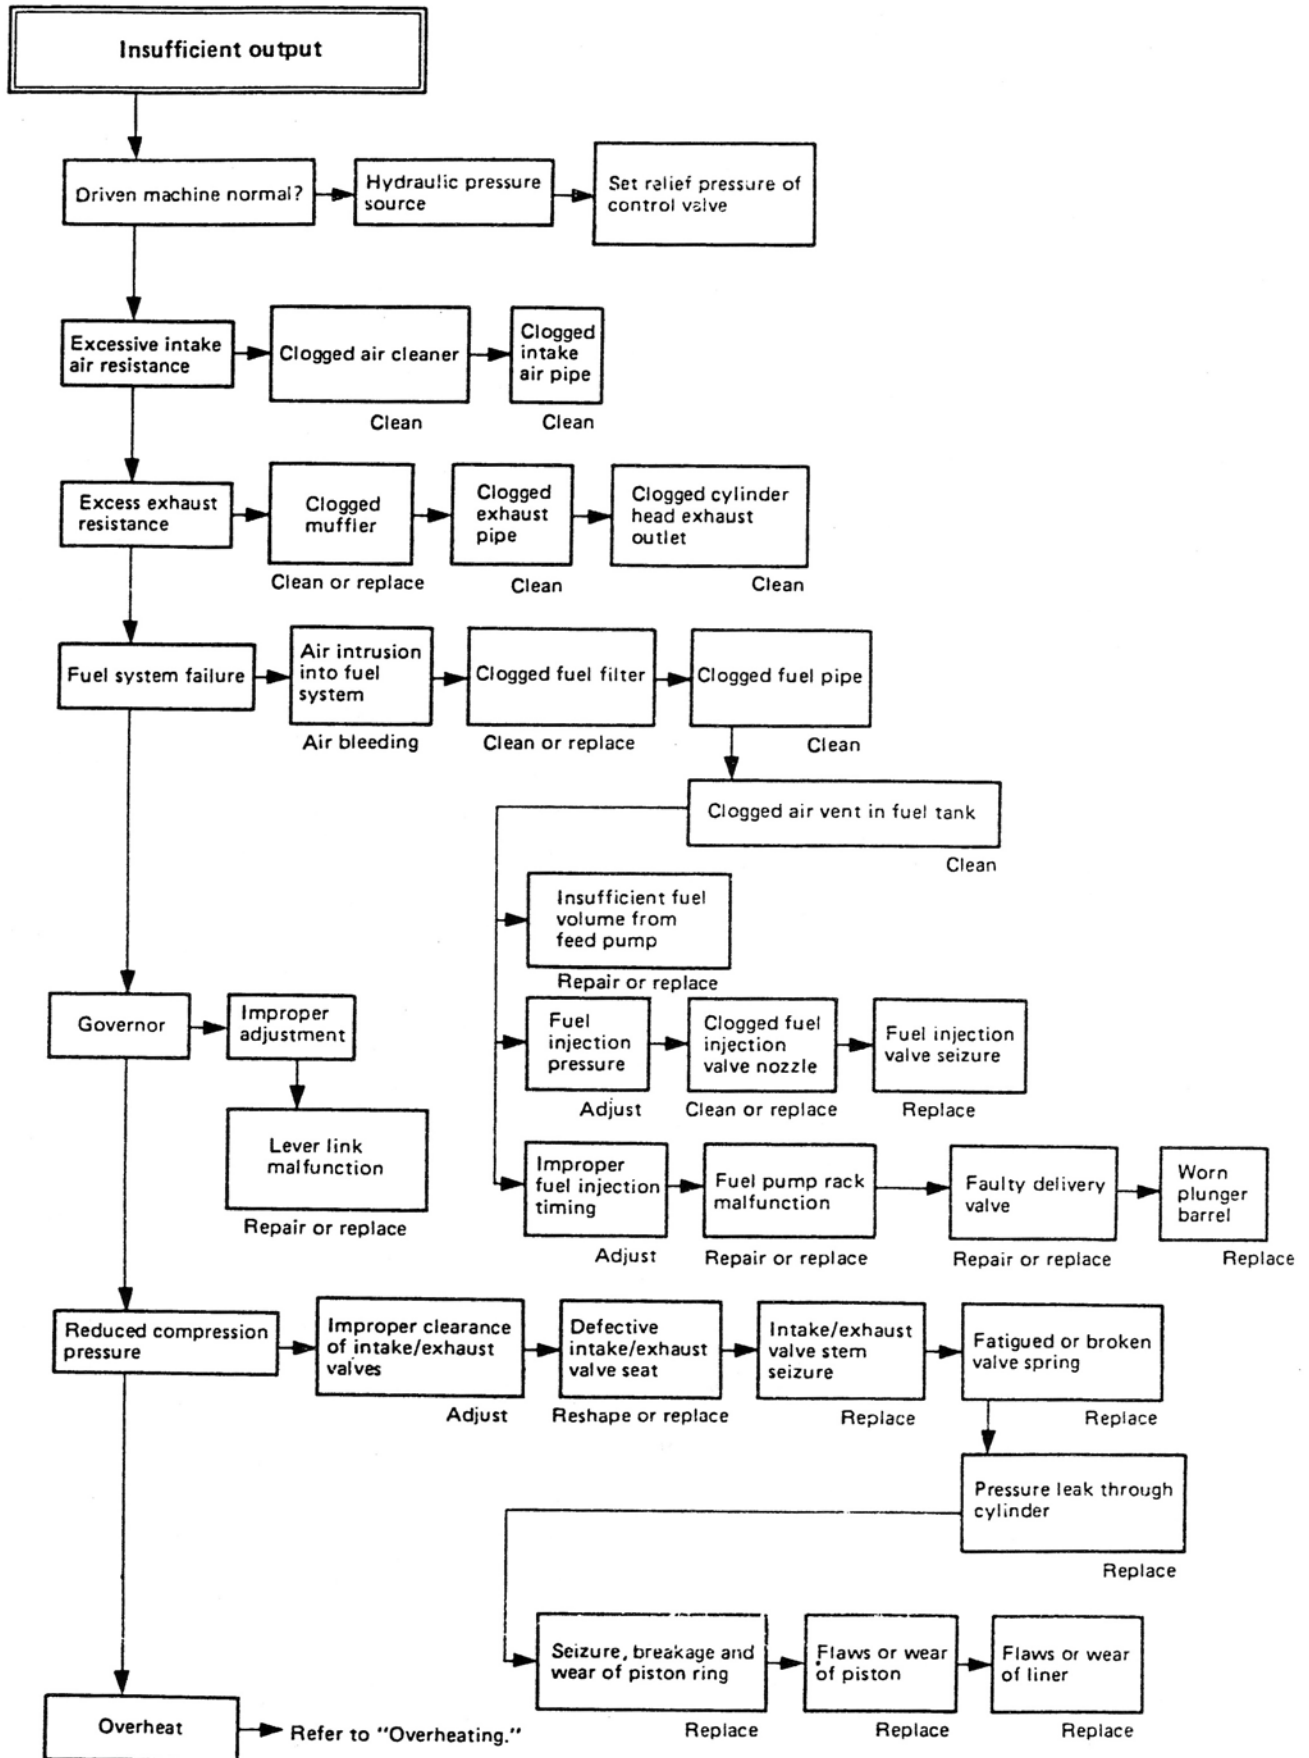 Insufficient output
Driven machine normal?
Hydraulic pressure
source
Set relief pressure of
control valve
Excessive intake
air resistance
Clogged air cleaner
Clean
Clogged
intake
air pipe
Clean
Excess exhaust
resistance
Clogged
muffler
Clean or replace
Clogged
exhaust
pipe
Clean
Clogged cylinder
head exhaust
outlet
Clean
Fuel system failure
Air intrusion
into fuel
system
Air bleeding
Clogged fuel filter
Clean or replace
Clogged fuel pipe
Clean
Clogged air vent in fuel tank
Clean
Insufficient fuel
volume from
feed pump
Repair or replace
Governor
Improper
adjustment
Lever link
malfunction
Repair or replace
Fuel
injection
pressure
Adjust
Clogged fuel
injection
valve nozzle
Clean or replace
Fuel injection
valve seizure
Replace
Improper
fuel injection
timing
Adjust
Fuel pump rack
malfunction
Repair or replace
Faulty delivery
valve
Repair or replace
Worn
plunger
barrel
Replace
Reduced compression
pressure
Improper clearance
of intake/exhaust
valves
Adjust
Defective
intake/exhaust
valve seat
Reshape or replace
Intake/exhaust
valve stem
seizure
Replace
Fatigued or broken
valve spring
Replace
Pressure leak through
cylinder
Replace
Seizure, breakage and
wear of piston ring
Replace
Flaws or wear
of piston
Replace
Flaws or wear
of liner
Replace
Overheat
Refer to "Overheating."